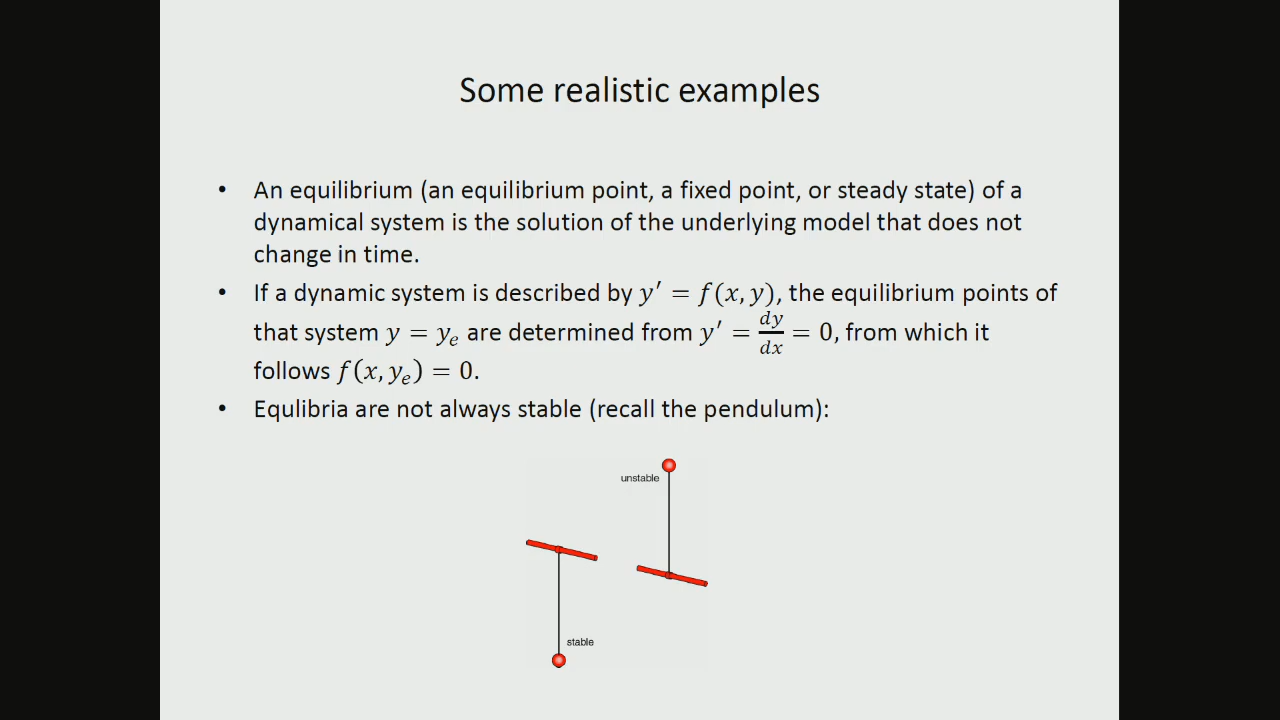 Some realistic examples
• An equilibrium (an equilibrium point, a fixed point, or steady state) of a
dynamical system is the solution of the underlying model that does not
change in time.
• If a dynamic system is described by y′ = f(x, y), the equilibrium points of
that system y = yₑ are determined from y′ = dy/dx = 0, from which it
follows f(x, yₑ) = 0.
• Equlibria are not always stable (recall the pendulum):
unstable
stable